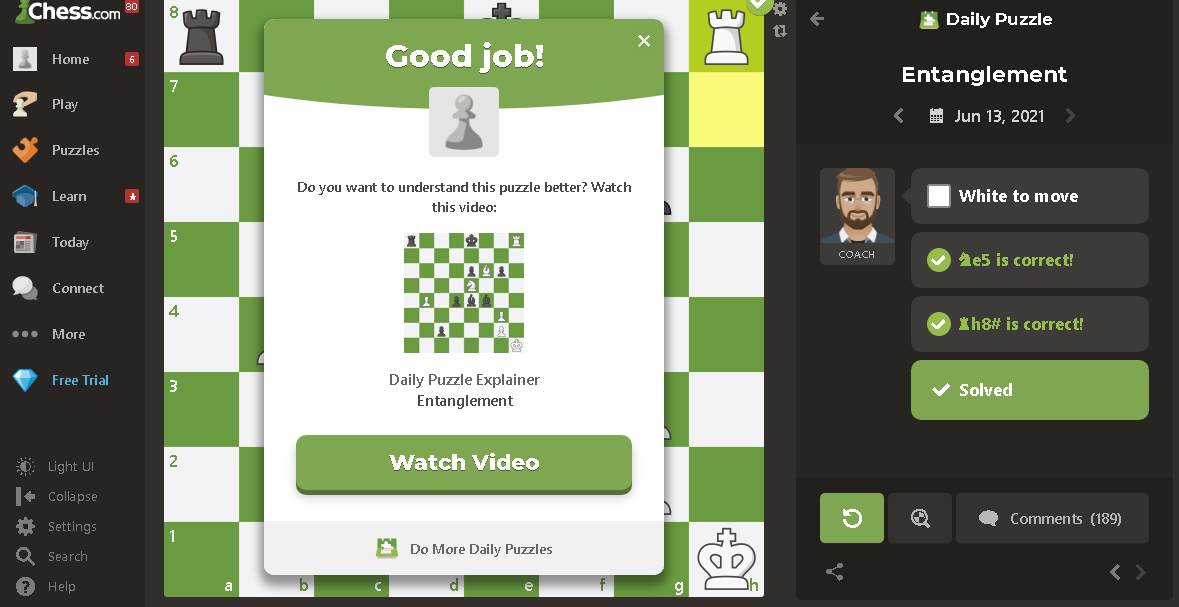 Chess.com
80
Home
6
Play
Puzzles
Learn
Today
Connect
More
Free Trial
Light UI
Collapse
Settings
Search
Help
8
7
6
5
4
3
2
1
a
b
c
d
e
f
g
h
Good job!
Do you want to understand this puzzle better? Watch
this video:
Daily Puzzle Explainer
Entanglement
Watch Video
Do More Daily Puzzles
Daily Puzzle
Entanglement
Jun 13, 2021
COACH
White to move
♞e5 is correct!
♜h8# is correct!
Solved
Comments (189)